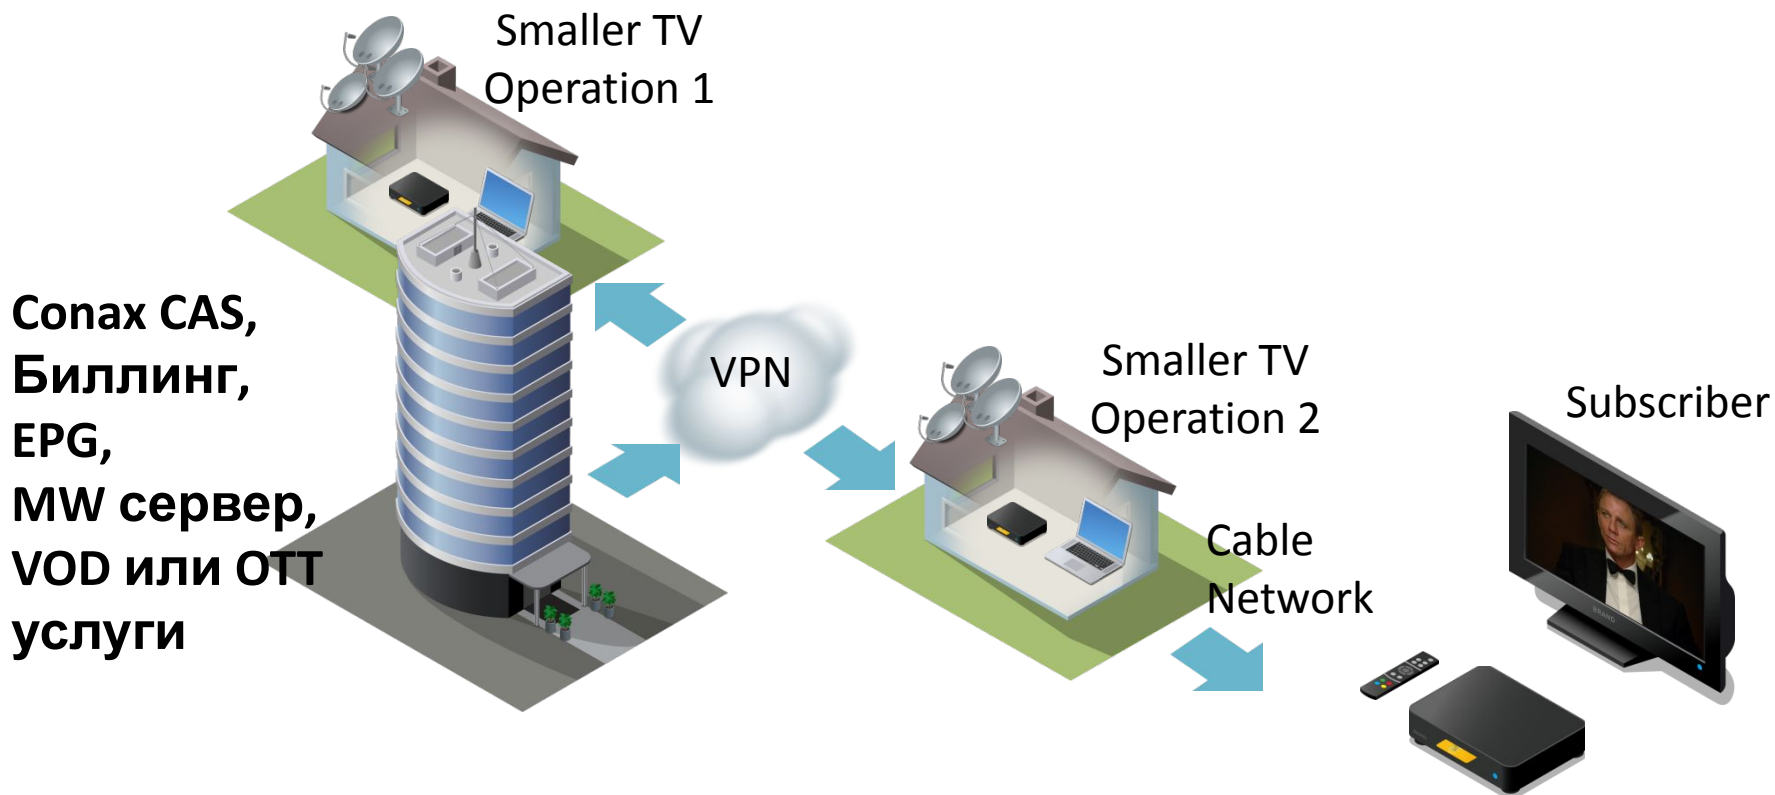 Smaller TV
Operation 1
Conax CAS,
Биллинг,
EPG,
MW сервер,
VOD или OTT
услуги
VPN
Smaller TV
Operation 2
Cable
Network
Subscriber
BRAND